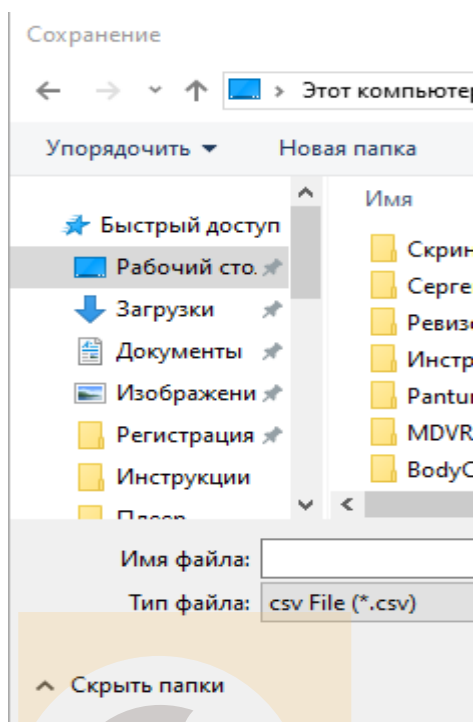 Сохранение
Этот компьютер
Упорядочить Новая папка
Имя
Быстрый доступ
Рабочий сто.
Загрузки
Документы
Изображени
Регистрация
Инструкции
Скрин
Серге
Ревиз
Инстр
Pantu
MDVR
BodyC
Имя файла:
Тип файла: csv File (*.csv)
Скрыть папки